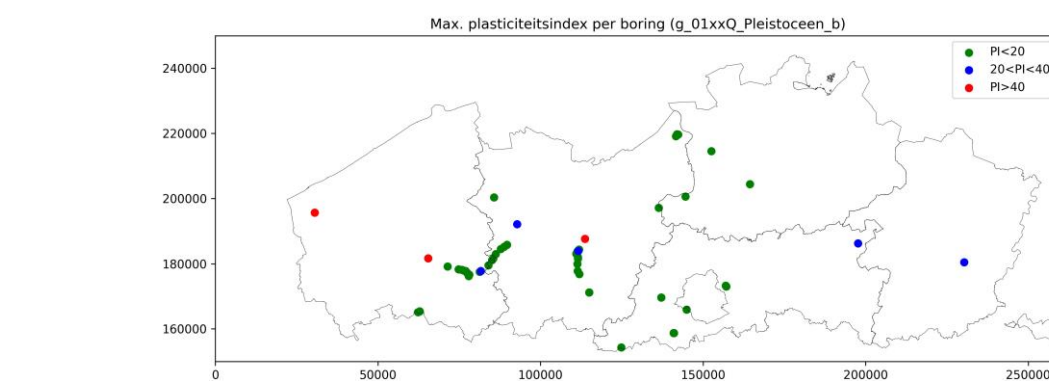 Max. plasticiteitsindex per boring (g_01xxQ_Pleistoceen_b)
PI<20
20<PI<40
PI>40
240000
220000
200000
180000
160000
0 50000 100000 150000 200000 250000